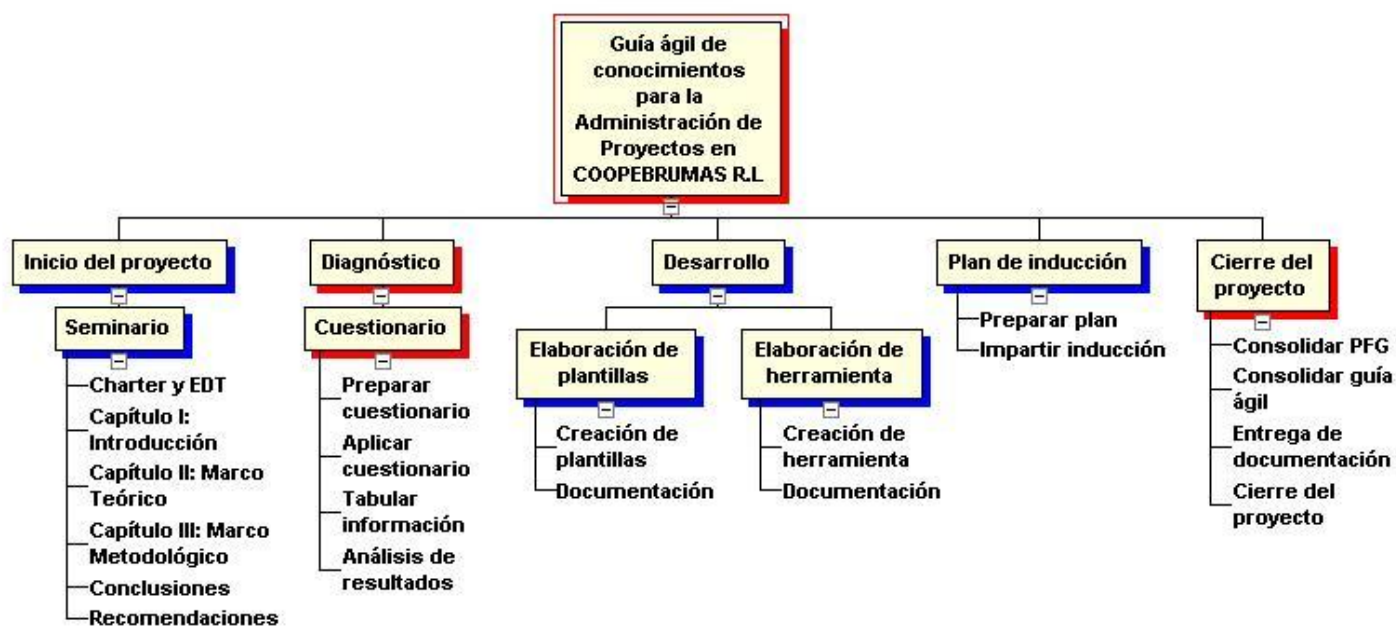 Guía ágil de
conocimientos
para la
Administración de
Proyectos en
COOPEBRUMAS R.L
Inicio del proyecto
Seminario
Charter y EDT
Capítulo I:
Introducción
Capítulo II: Marco
Teórico
Capítulo III: Marco
Metodológico
Conclusiones
Recomendaciones
Diagnóstico
Cuestionario
Preparar
cuestionario
Aplicar
cuestionario
Tabular
información
Análisis de
resultados
Desarrollo
Elaboración de
plantillas
Creación de
plantillas
Documentación
Elaboración de
herramienta
Creación de
herramienta
Documentación
Plan de inducción
Preparar plan
Impartir inducción
Cierre del
proyecto
Consolidar PFG
Consolidar guía
ágil
Entrega de
documentación
Cierre del
proyecto